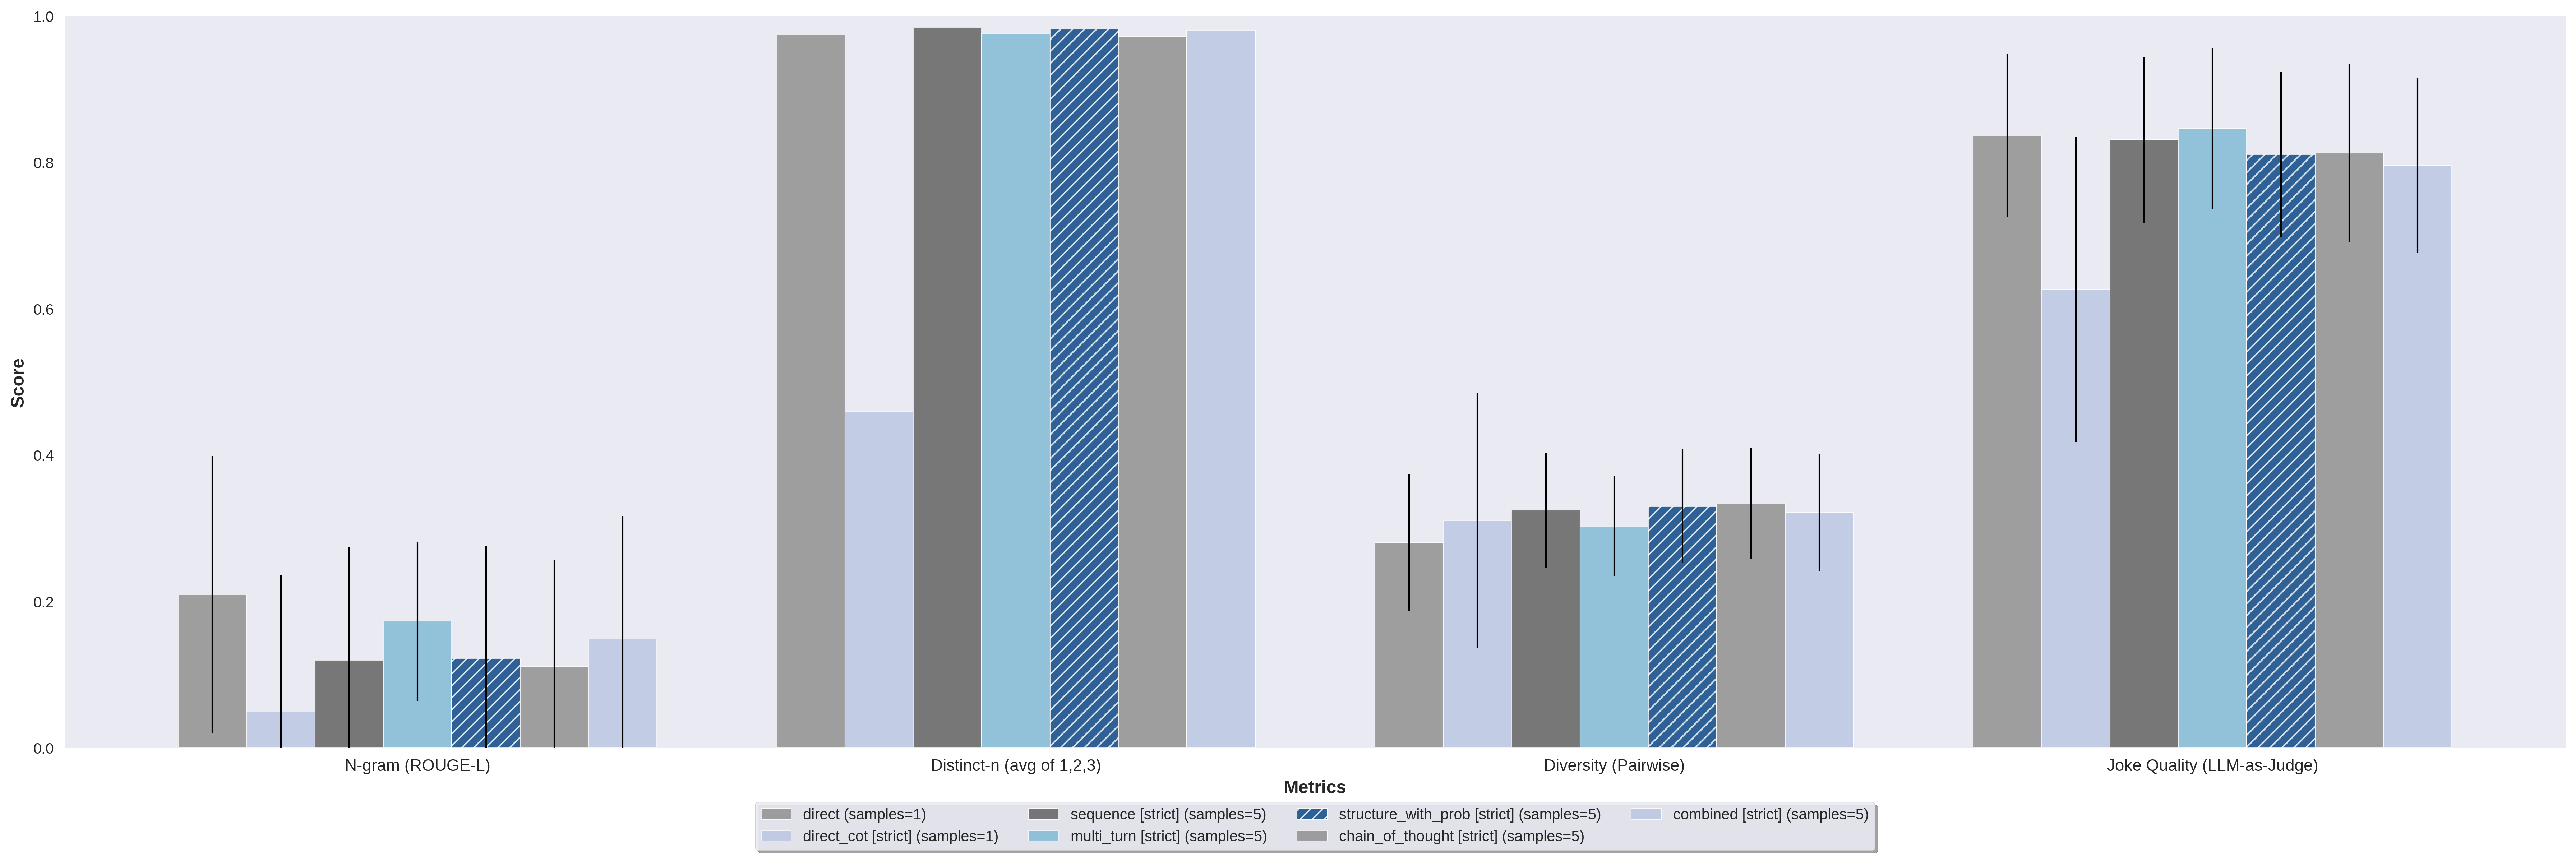 1.0
0.8
0.6
0.4
0.2
0.0
Score
N-gram (ROUGE-L) Distinct-n (avg of 1,2,3) Diversity (Pairwise) Joke Quality (LLM-as-Judge)
Metrics
direct (samples=1) sequence [strict] (samples=5) structure_with_prob [strict] (samples=5) combined [strict] (samples=5)
direct_cot [strict] (samples=1) multi_turn [strict] (samples=5) chain_of_thought [strict] (samples=5)